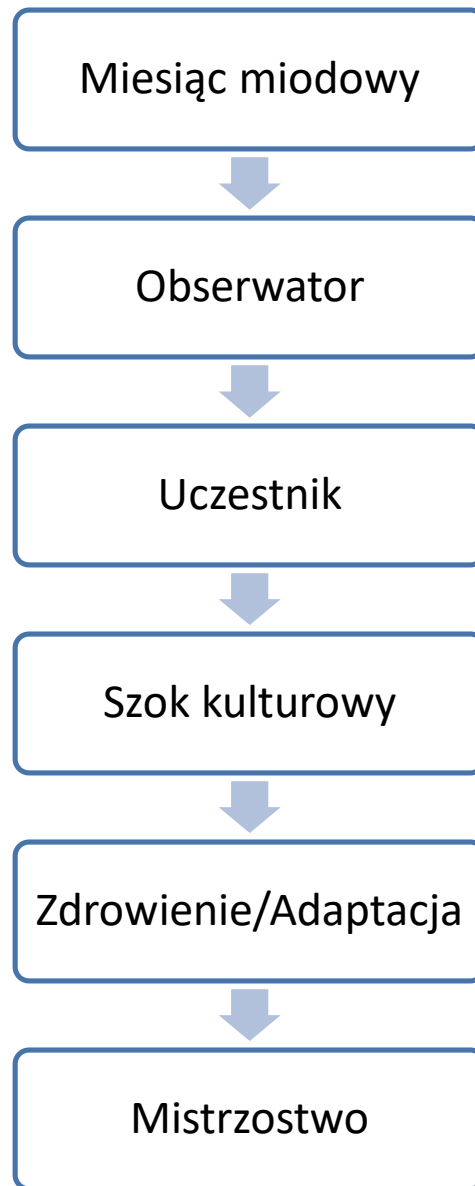 Miesiąc miodowy
Obserwator
Uczestnik
Szok kulturowy
Zdrowienie/Adaptacja
Mistrzostwo